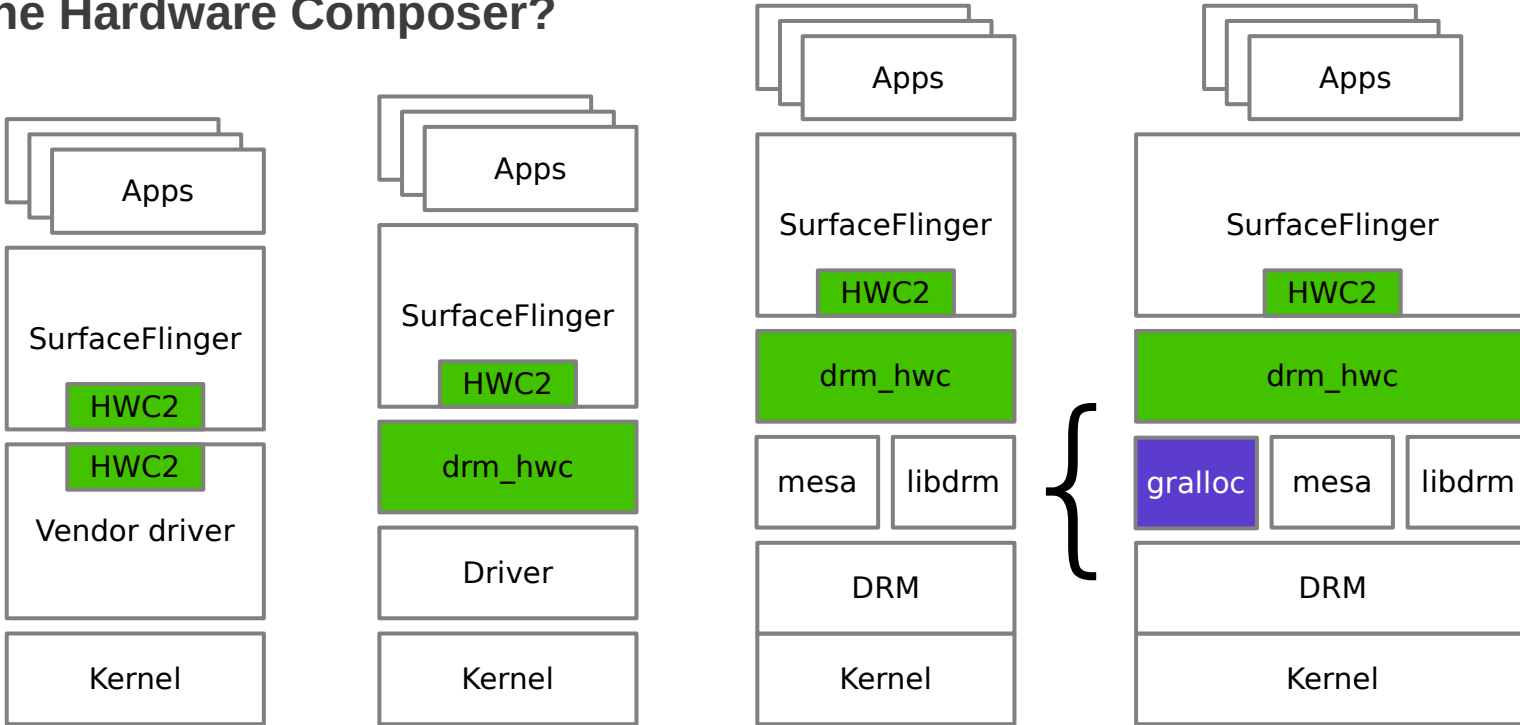 he Hardware Composer?
Apps
SurfaceFlinger
HWC2
HWC2
Vendor driver
Kernel
Apps
SurfaceFlinger
HWC2
drm_hwc
Driver
Kernel
Apps
SurfaceFlinger
HWC2
drm_hwc
mesa
libdrm
DRM
Kernel
{
Apps
SurfaceFlinger
HWC2
drm_hwc
gralloc
mesa
libdrm
DRM
Kernel